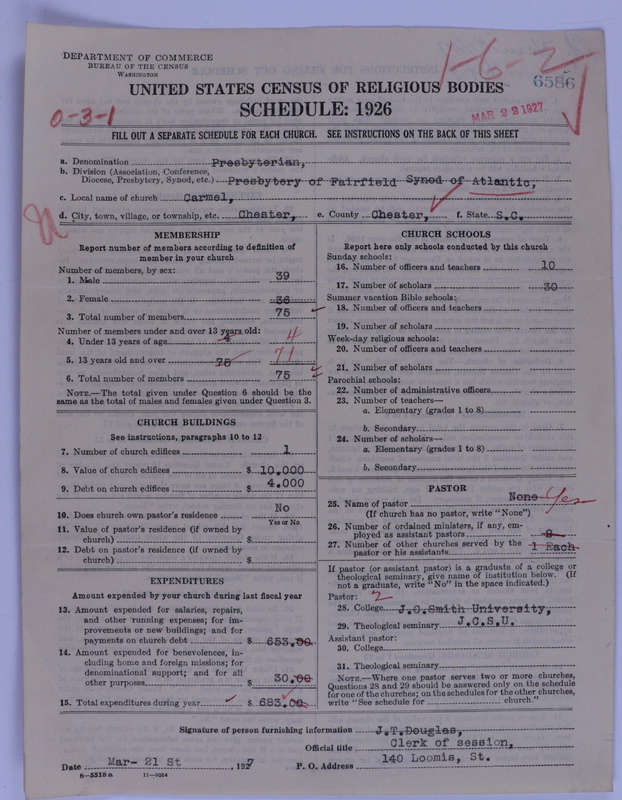 DEPARTMENT OF COMMERCE
BUREAU OF THE CENSUS
WASHINGTON
1-6-2
6586
UNITED STATES CENSUS OF RELIGIOUS BODIES
SCHEDULE: 1926
MAR 22 1927
0-3-1
FILL OUT A SEPARATE SCHEDULE FOR EACH CHURCH. SEE INSTRUCTIONS ON THE BACK OF THIS SHEET
a. Denomination Presbyterian,
b. Division (Association, Conference,
Diocese, Presbytery, Synod, etc.) Presbytery of Fairfield Synod of Atlantic,
c. Local name of church Carmel,
d. City, town, village, or township, etc. Chester, e. County Chester, f. State S.C.
MEMBERSHIP
Report number of members according to definition of
member in your church
Number of members, by sex:
1. Male 39
2. Female 36
3. Total number of members 75
Number of members under and over 13 years old:
4. Under 13 years of age 4 4
5. 13 years old and over 75 71
6. Total number of members 75
NOTE.—The total given under Question 6 should be the
same as the total of males and females given under Question 3.
CHURCH BUILDINGS
See instructions, paragraphs 10 to 12
7. Number of church edifices 1
8. Value of church edifices $ 10.000
9. Debt on church edifices $ 4.000
10. Does church own pastor's residence No
Yes or No
11. Value of pastor's residence (if owned by
church) $
12. Debt on pastor's residence (if owned by
church) $
EXPENDITURES
Amount expended by your church during last fiscal year
13. Amount expended for salaries, repairs,
and other running expenses; for im-
provements or new buildings; and for
payments on church debt $ 653.00
14. Amount expended for benevolences, in-
cluding home and foreign missions; for
denominational support; and for all
other purposes $ 30.00
15. Total expenditures during year $ 683.00
CHURCH SCHOOLS
Report here only schools conducted by this church
Sunday schools:
16. Number of officers and teachers 10
17. Number of scholars 30
Summer vacation Bible schools:
18. Number of officers and teachers
19. Number of scholars
Week-day religious schools:
20. Number of officers and teachers
21. Number of scholars
Parochial schools:
22. Number of administrative officers
23. Number of teachers—
a. Elementary (grades 1 to 8)
b. Secondary
24. Number of scholars—
a. Elementary (grades 1 to 8)
b. Secondary
PASTOR
25. Name of pastor None Yes
(If church has no pastor, write "None")
26. Number of ordained ministers, if any, em-
ployed as assistant pastors
27. Number of other churches served by the
pastor or his assistants 1 Each
If pastor (or assistant pastor) is a graduate of a college or
theological seminary, give name of institution below. (If
not a graduate, write "No" in the space indicated.)
Pastor: 2
28. College J.C.Smith University,
29. Theological seminary J.C.S.U.
Assistant pastor:
30. College
31. Theological seminary
NOTE.—Where one pastor serves two or more churches,
Questions 28 and 29 should be answered only on the schedule
for one of the churches; on the schedules for the other churches,
write "See schedule for church."
Signature of person furnishing information J.T.Douglas,
Official title Clerk of session,
Date Mar- 21 St, 1927 P. O. Address 140 Loomis, St.
8-5318a 11-9054